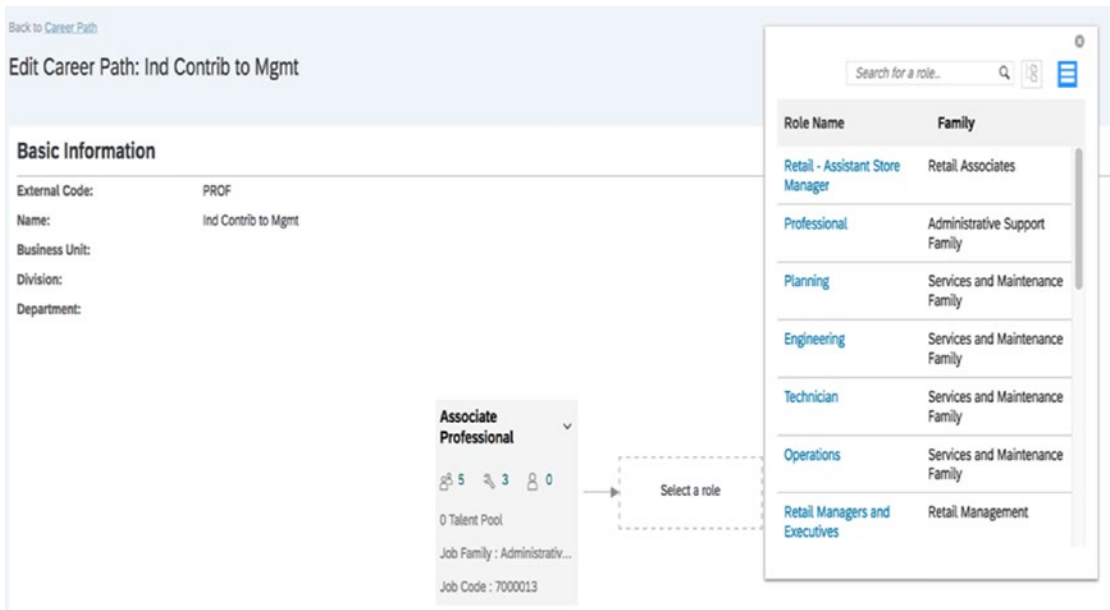 Back to Career Path
Edit Career Path: Ind Contrib to Mgmt
Basic Information
External Code: PROF
Name: Ind Contrib to Mgmt
Business Unit:
Division:
Department:
Associate
Professional
5 3 0
0 Talent Pool
Job Family : Administrativ...
Job Code : 7000013
Select a role
Search for a role...
Role Name Family
Retail - Assistant Store Retail Associates
Manager
Professional Administrative Support
Family
Planning Services and Maintenance
Family
Engineering Services and Maintenance
Family
Technician Services and Maintenance
Family
Operations Services and Maintenance
Family
Retail Managers and Retail Management
Executives